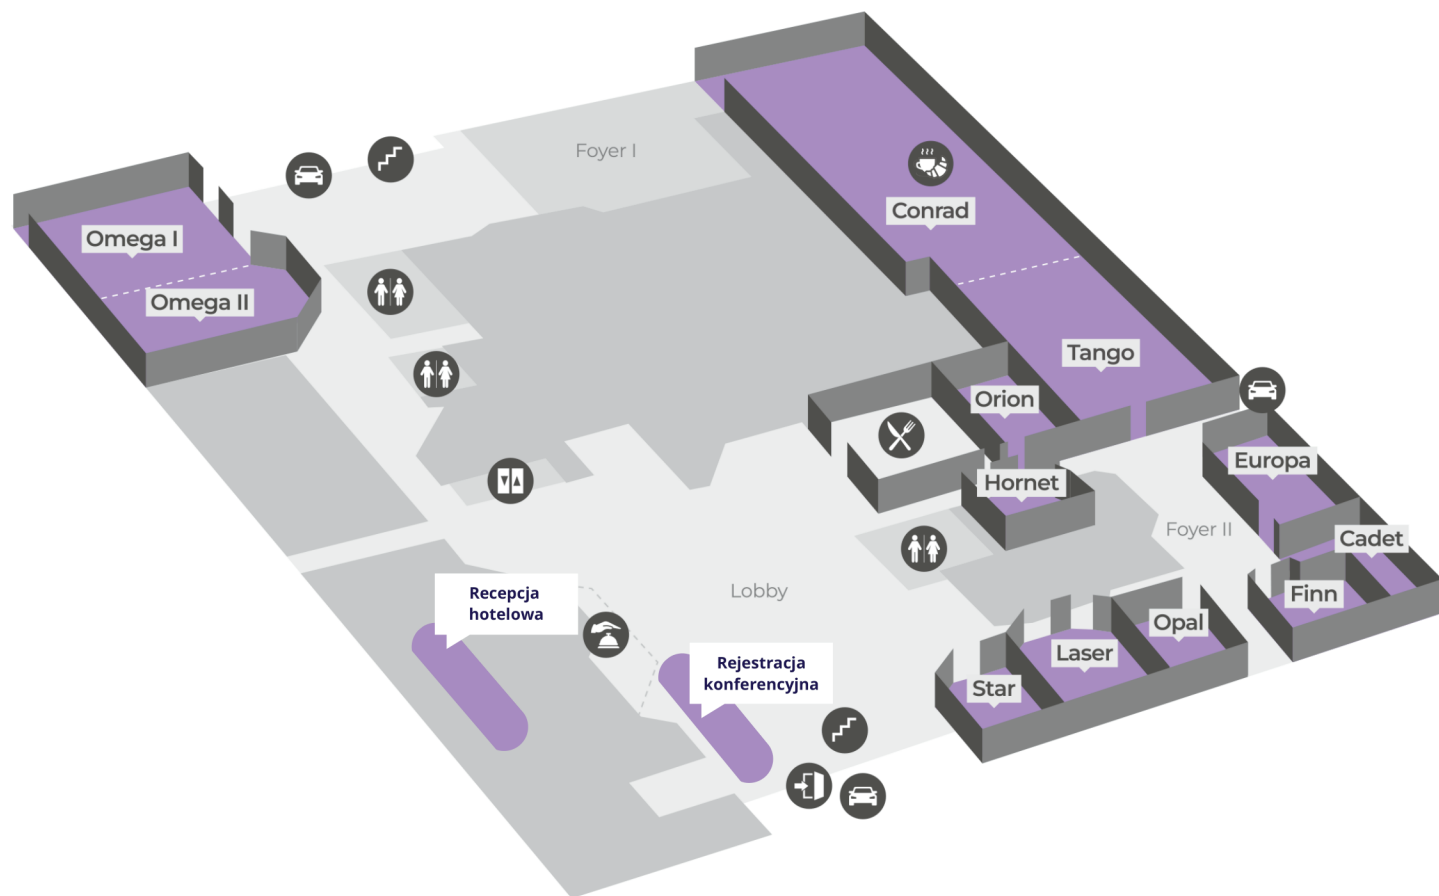 Foyer I
Conrad
Omega I
Omega II
Tango
Orion
Europa
Hornet
Foyer II
Cadet
Lobby
Finn
Recepcja
hotelowa
Opal
Laser
Rejestracja
konferencyjna
Star